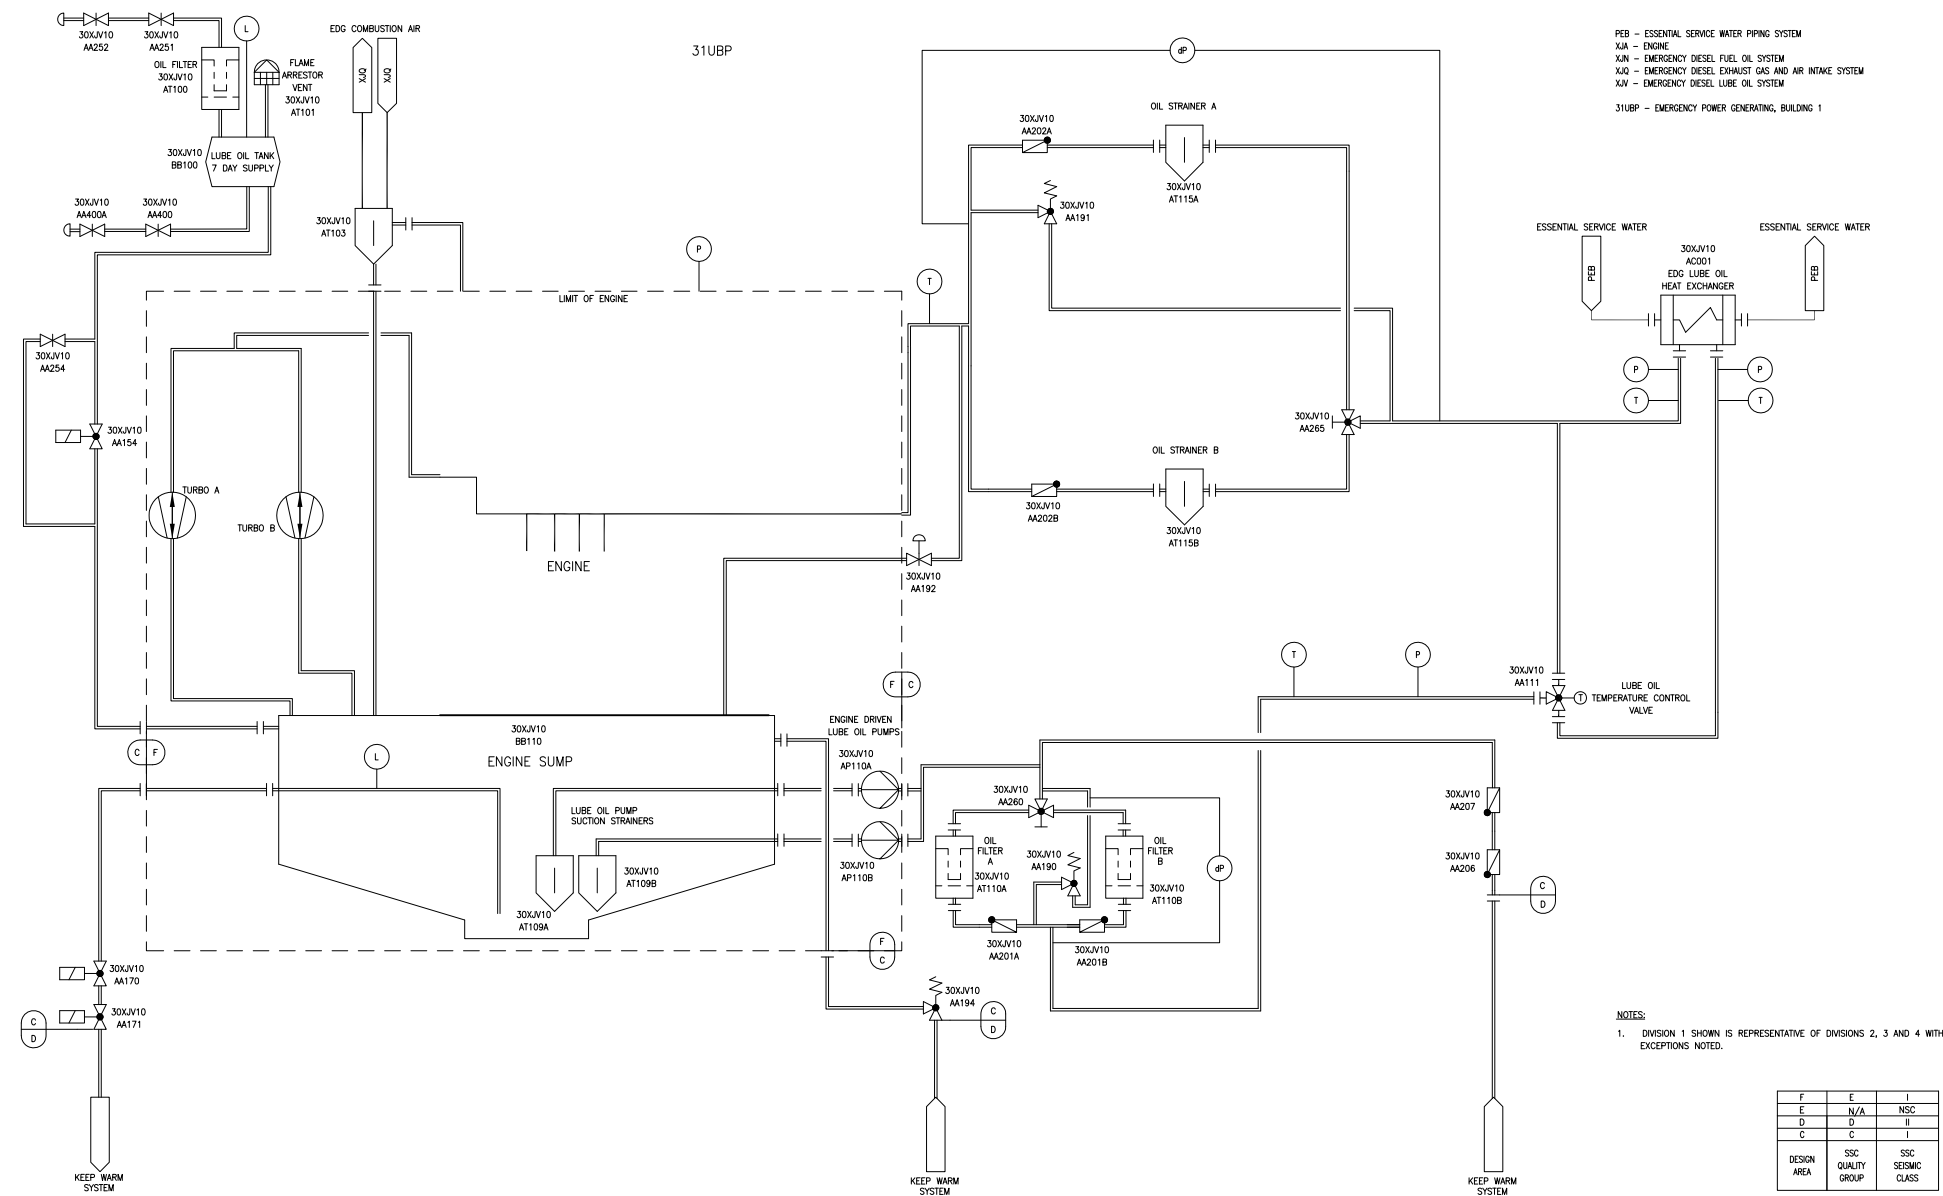 EDG COMBUSTION AIR
31UBP
PEB – ESSENTIAL SERVICE WATER PIPING SYSTEM
XJA – ENGINE
XJN – EMERGENCY DIESEL FUEL OIL SYSTEM
XJQ – EMERGENCY DIESEL EXHAUST GAS AND AIR INTAKE SYSTEM
XJV – EMERGENCY DIESEL LUBE OIL SYSTEM
31UBP – EMERGENCY POWER GENERATING, BUILDING 1
30XJV10
AA252
30XJV10
AA251
L
OIL FILTER
30XJV10
AT100
FLAME
ARRESTOR
VENT
30XJV10
AT101
XJQ
XJQ
dP
30XJV10
BB100
LUBE OIL TANK
7 DAY SUPPLY
30XJV10
AA400A
30XJV10
AA400
30XJV10
AT103
P
T
LIMIT OF ENGINE
OIL STRAINER A
30XJV10
AA202A
30XJV10
AT115A
30XJV10
AA191
ESSENTIAL SERVICE WATER
ESSENTIAL SERVICE WATER
PEB
PEB
30XJV10
AC001
EDG LUBE OIL
HEAT EXCHANGER
P
P
T
T
30XJV10
AA254
30XJV10
AA154
30XJV10
AA265
OIL STRAINER B
30XJV10
AA202B
30XJV10
AT115B
TURBO A
TURBO B
ENGINE
30XJV10
AA192
T
P
30XJV10
AA111
T
LUBE OIL
TEMPERATURE CONTROL
VALVE
F C
C F
30XJV10
BB110
ENGINE SUMP
L
ENGINE DRIVEN
LUBE OIL PUMPS
30XJV10
AP110A
30XJV10
AP110B
LUBE OIL PUMP
SUCTION STRAINERS
30XJV10
AT109B
30XJV10
AT109A
30XJV10
AA260
OIL
FILTER
A
30XJV10
AT110A
30XJV10
AA190
OIL
FILTER
B
30XJV10
AT110B
dP
30XJV10
AA201A
30XJV10
AA201B
30XJV10
AA207
30XJV10
AA206
C
D
F
C
30XJV10
AA170
30XJV10
AA171
C
D
30XJV10
AA194
C
D
KEEP WARM
SYSTEM
KEEP WARM
SYSTEM
KEEP WARM
SYSTEM
NOTES:
1. DIVISION 1 SHOWN IS REPRESENTATIVE OF DIVISIONS 2, 3 AND 4 WITH
EXCEPTIONS NOTED.
F E I
E N/A NSC
D D II
C C I
DESIGN
AREA
SSC
QUALITY
GROUP
SSC
SEISMIC
CLASS